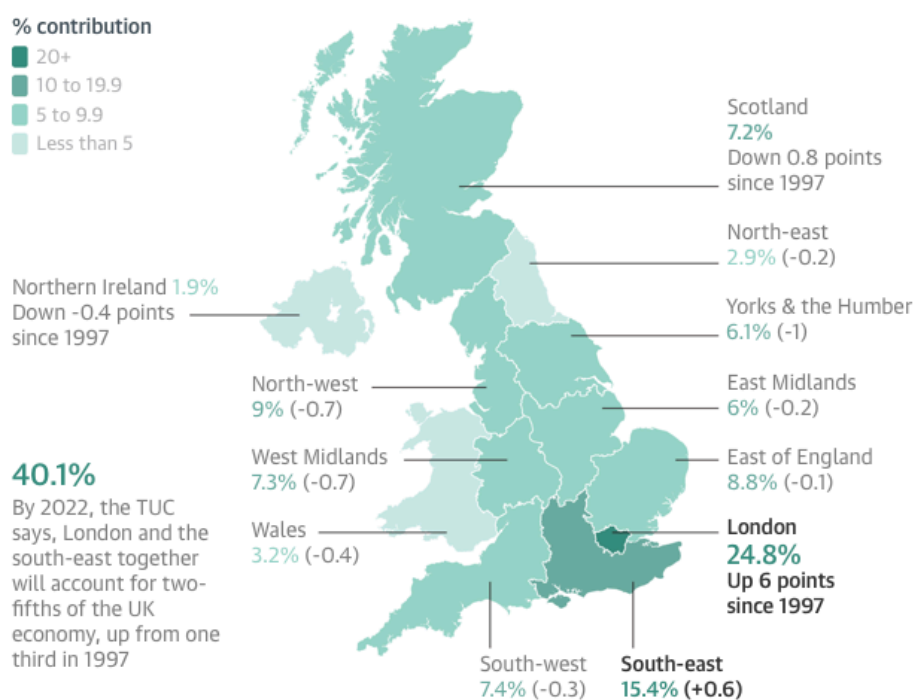 % contribution
20+
10 to 19.9
5 to 9.9
Less than 5
Scotland
7.2%
Down 0.8 points
since 1997
North-east
2.9% (-0.2)
Northern Ireland 1.9%
Down -0.4 points
since 1997
Yorks & the Humber
6.1% (-1)
North-west
9% (-0.7)
East Midlands
6% (-0.2)
West Midlands
7.3% (-0.7)
East of England
8.8% (-0.1)
40.1%
By 2022, the TUC
says, London and the
south-east together
will account for two-
fifths of the UK
economy, up from one
third in 1997
Wales
3.2% (-0.4)
London
24.8%
Up 6 points
since 1997
South-west
7.4% (-0.3)
South-east
15.4% (+0.6)